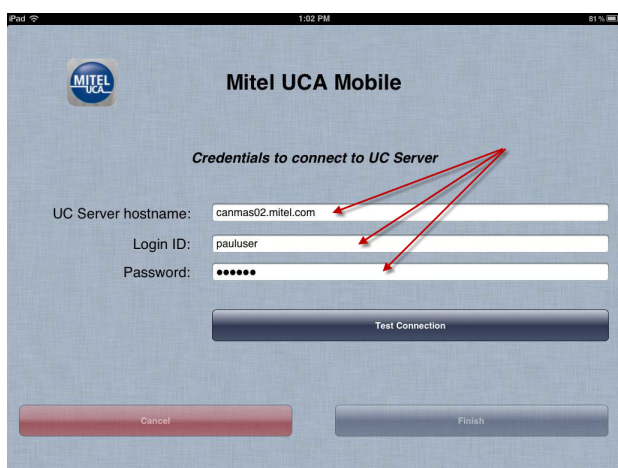 iPad 1:02 PM 81 %
MITEL
UCA
Mitel UCA Mobile
Credentials to connect to UC Server
UC Server hostname: canmas02.mitel.com
Login ID: pauluser
Password: ●●●●●●
Test Connection
Cancel Finish